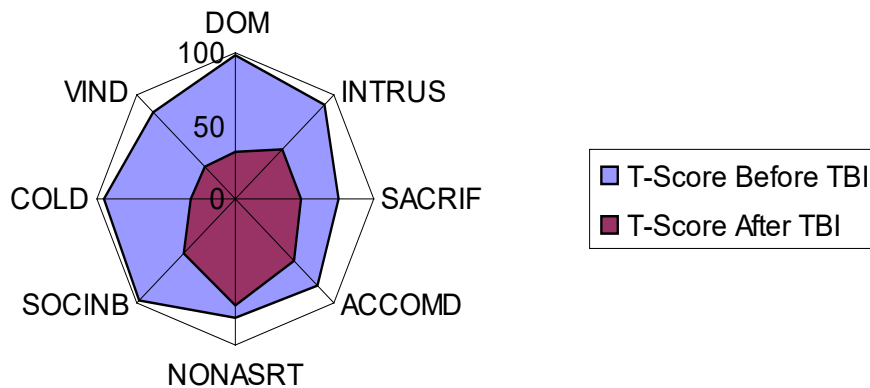 DOM
100
VIND
INTRUS
50
COLD
0
SACRIF
SOCINB
ACCOMD
NONASRT
T-Score Before TBI
T-Score After TBI